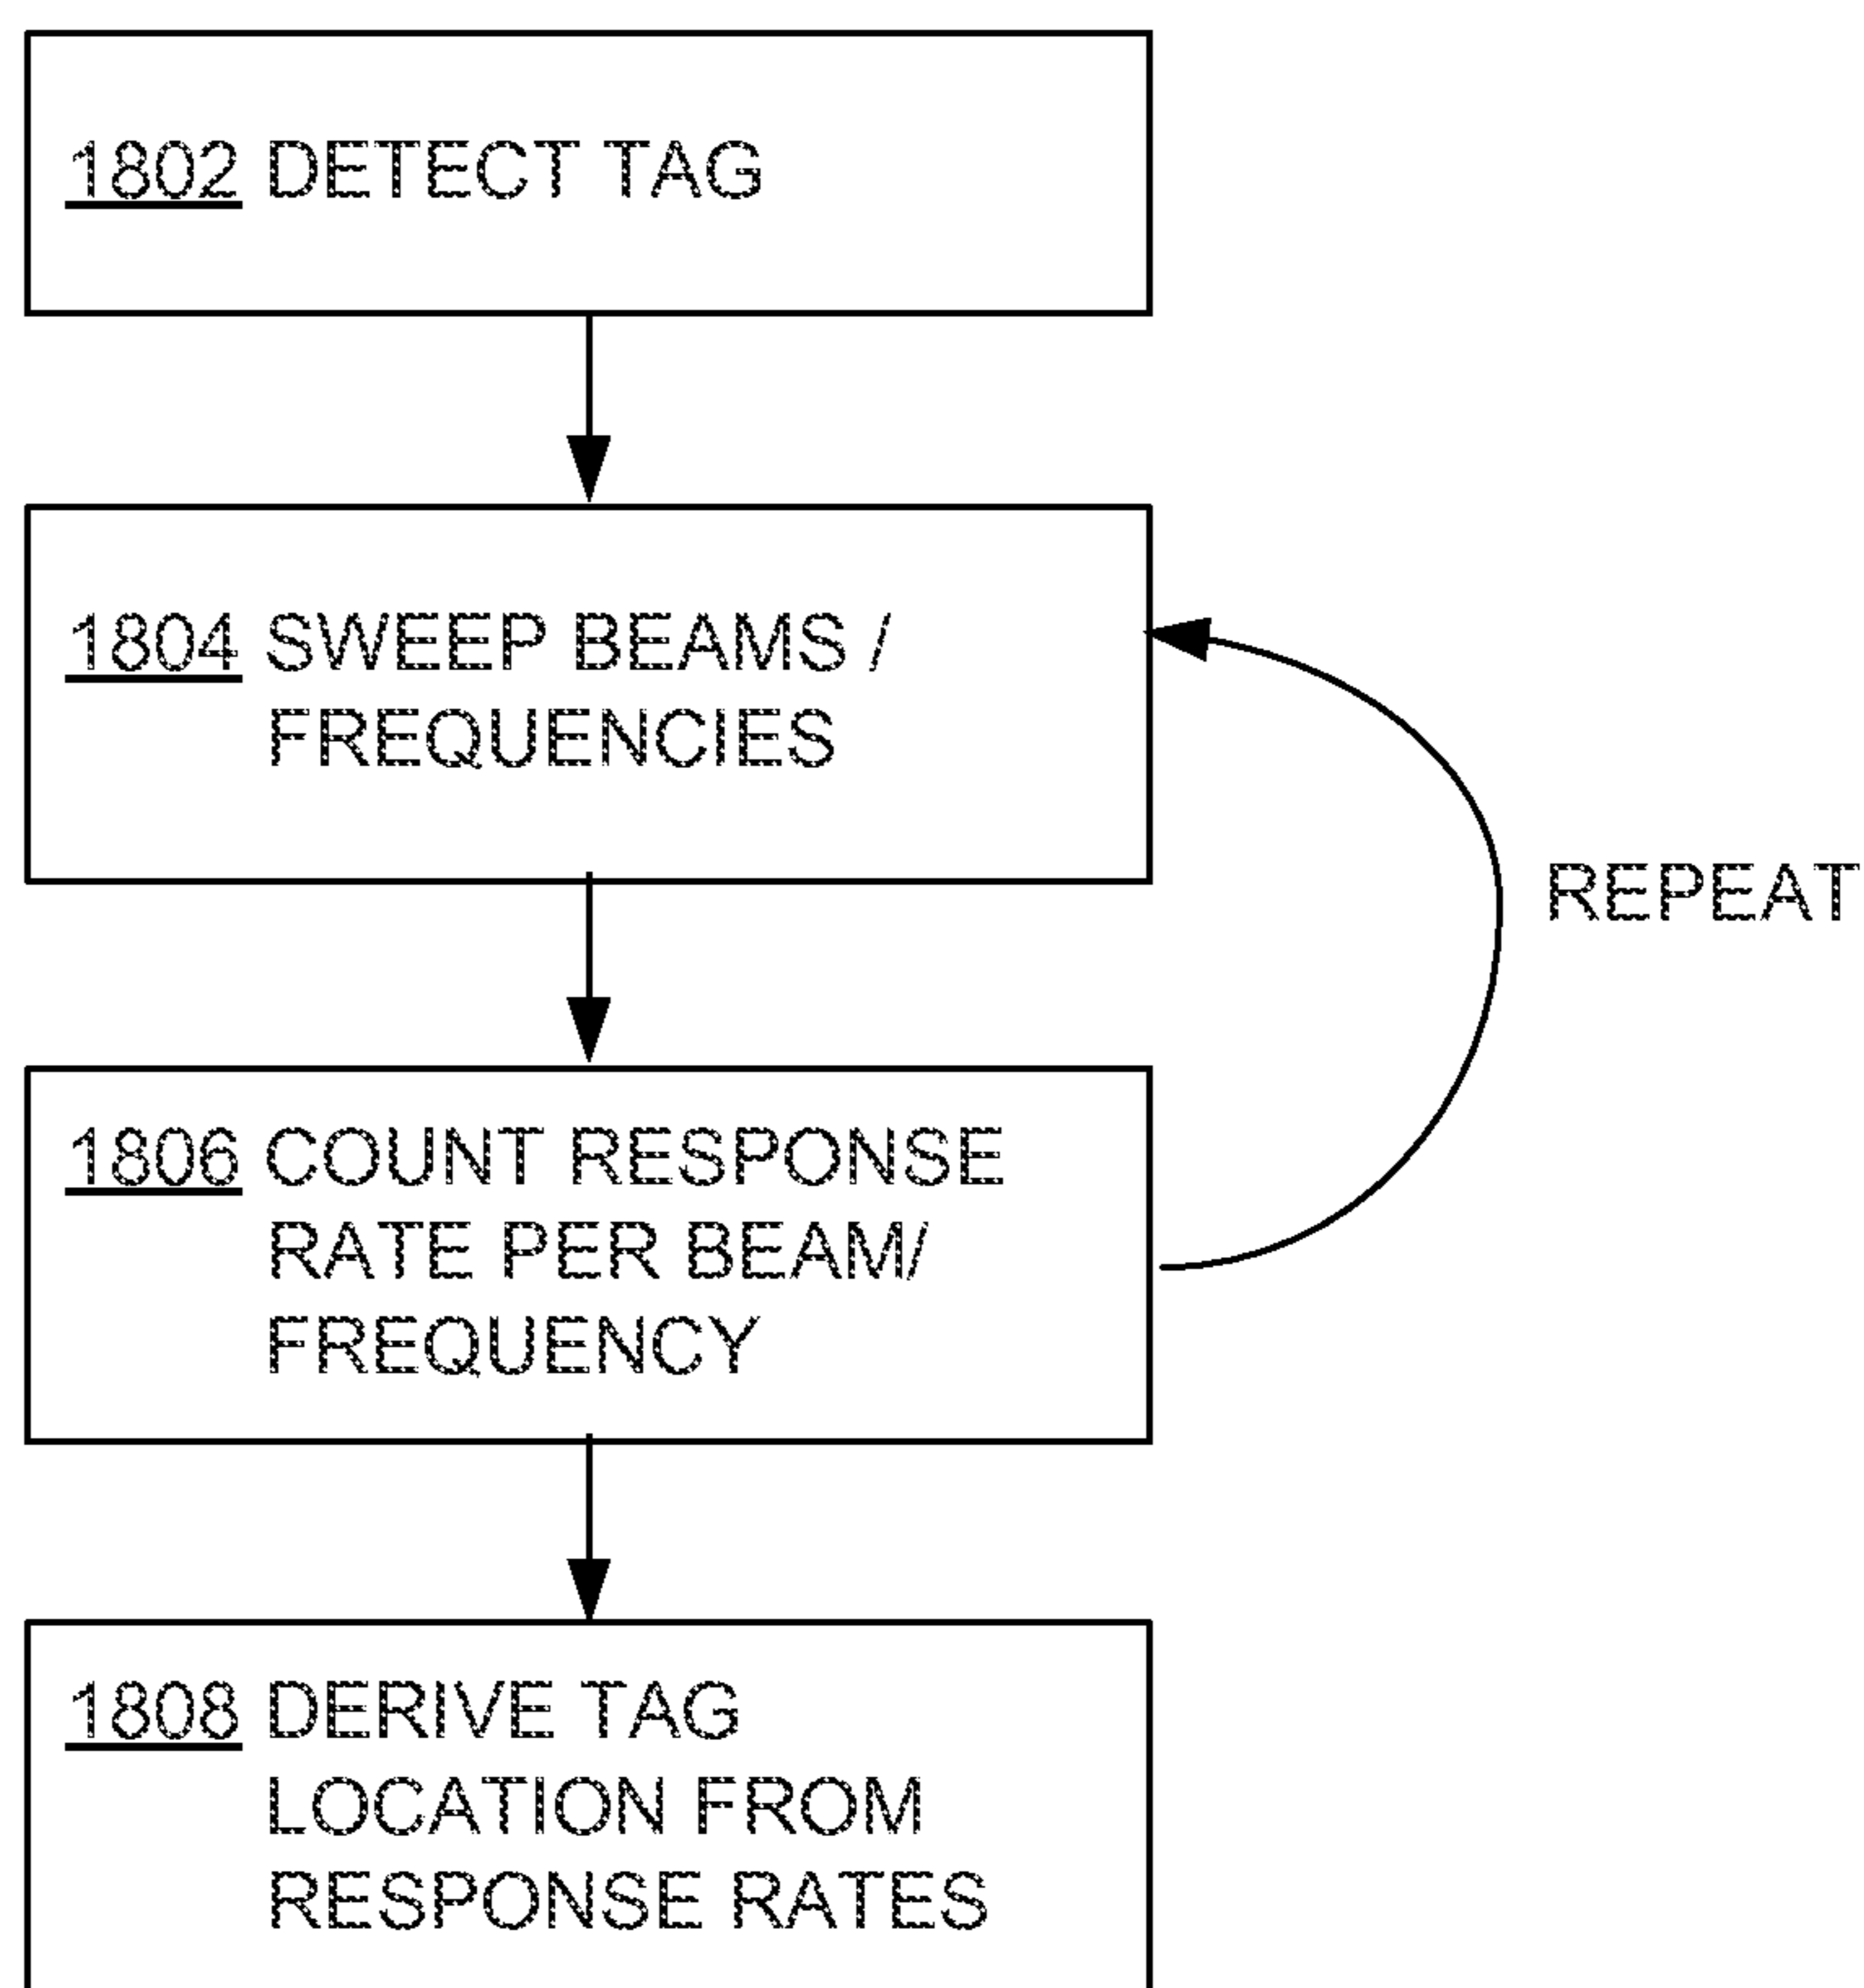 1802 DETECT TAG
1804 SWEEP BEAMS /
FREQUENCIES
REPEAT
1806 COUNT RESPONSE
RATE PER BEAM/
FREQUENCY
1808 DERIVE TAG
LOCATION FROM
RESPONSE RATES